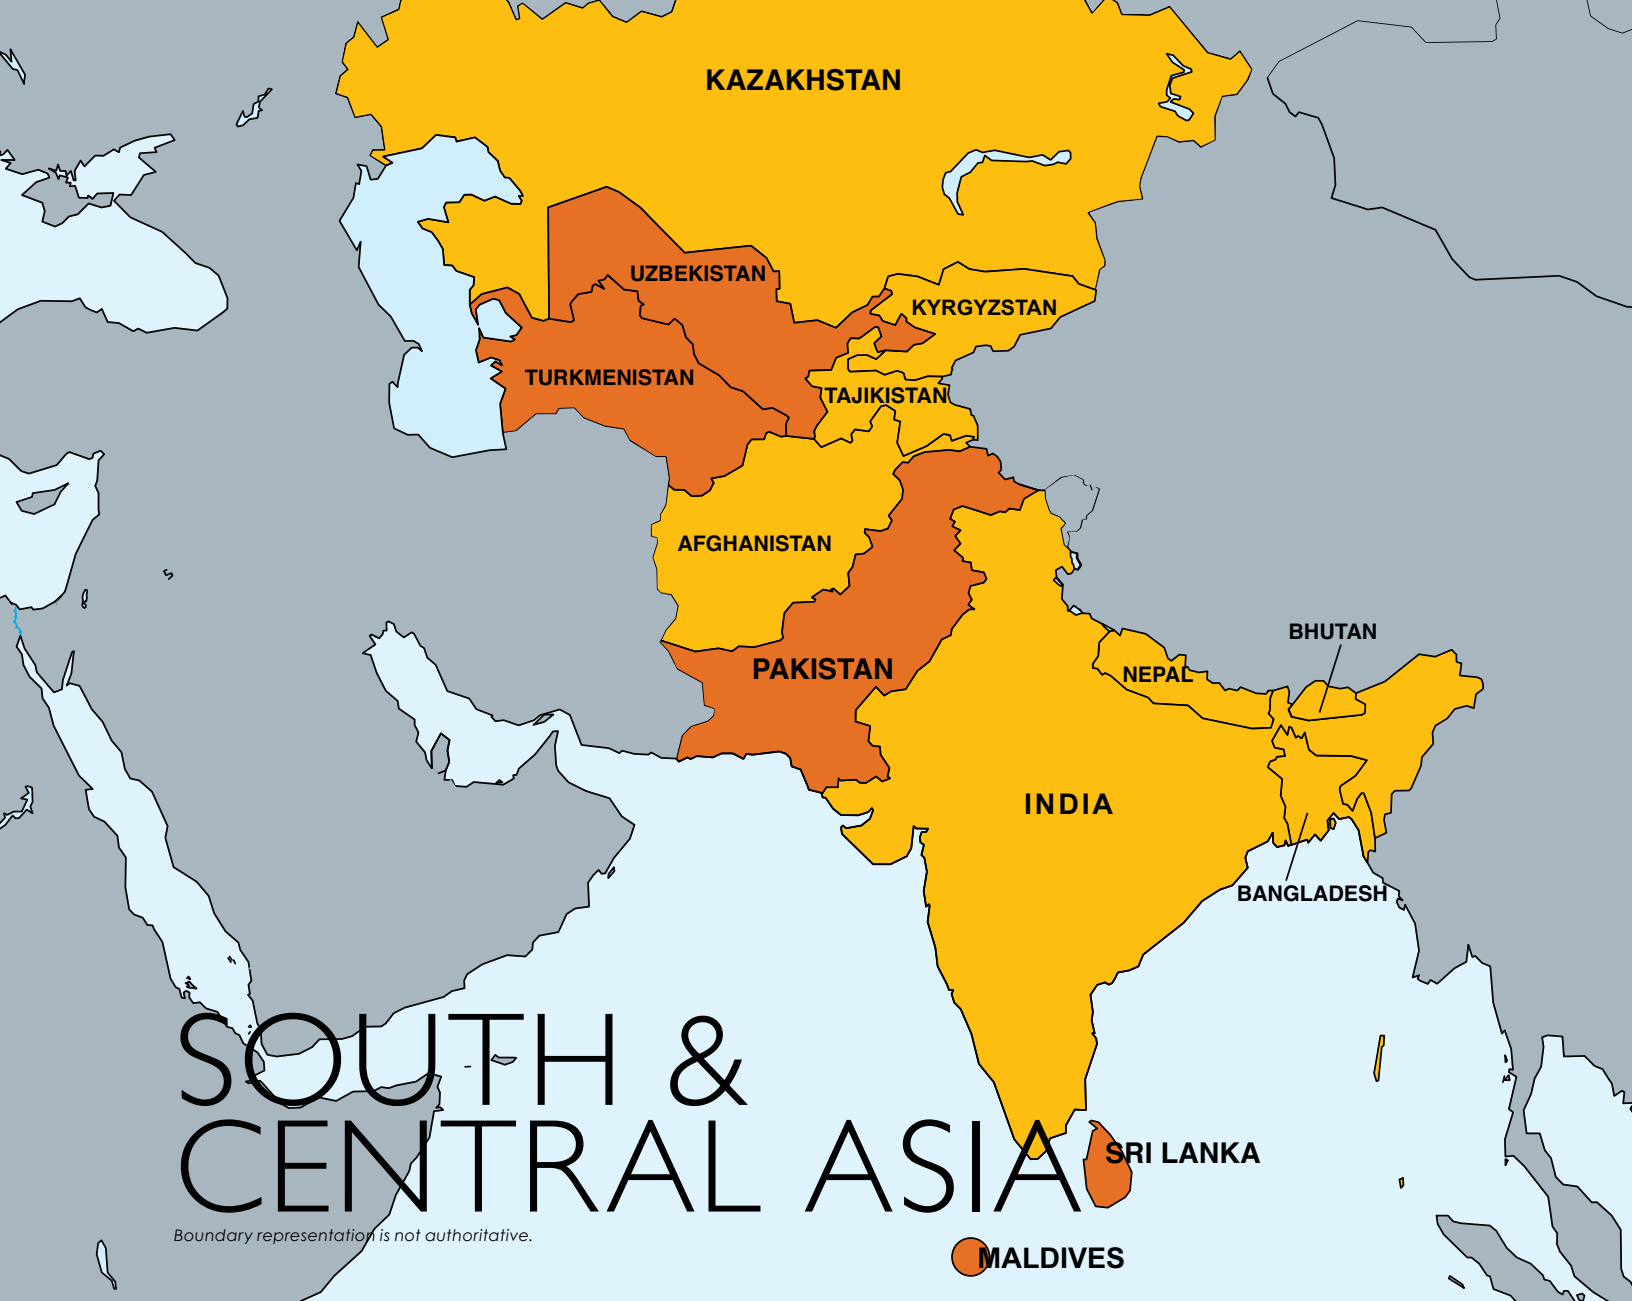 KAZAKHSTAN
UZBEKISTAN
KYRGYZSTAN
TURKMENISTAN
TAJIKISTAN
AFGHANISTAN
BHUTAN
PAKISTAN
NEPAL
INDIA
BANGLADESH
SOUTH &
CENTRAL ASIA
SRI LANKA
Boundary representation is not authoritative.
MALDIVES